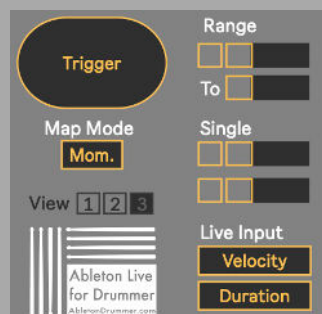 Trigger
Map Mode
Mom.
View 1 2 3
Ableton Live
for Drummer
AbletonDrummer.com
Range
To
Single
Live Input
Velocity
Duration